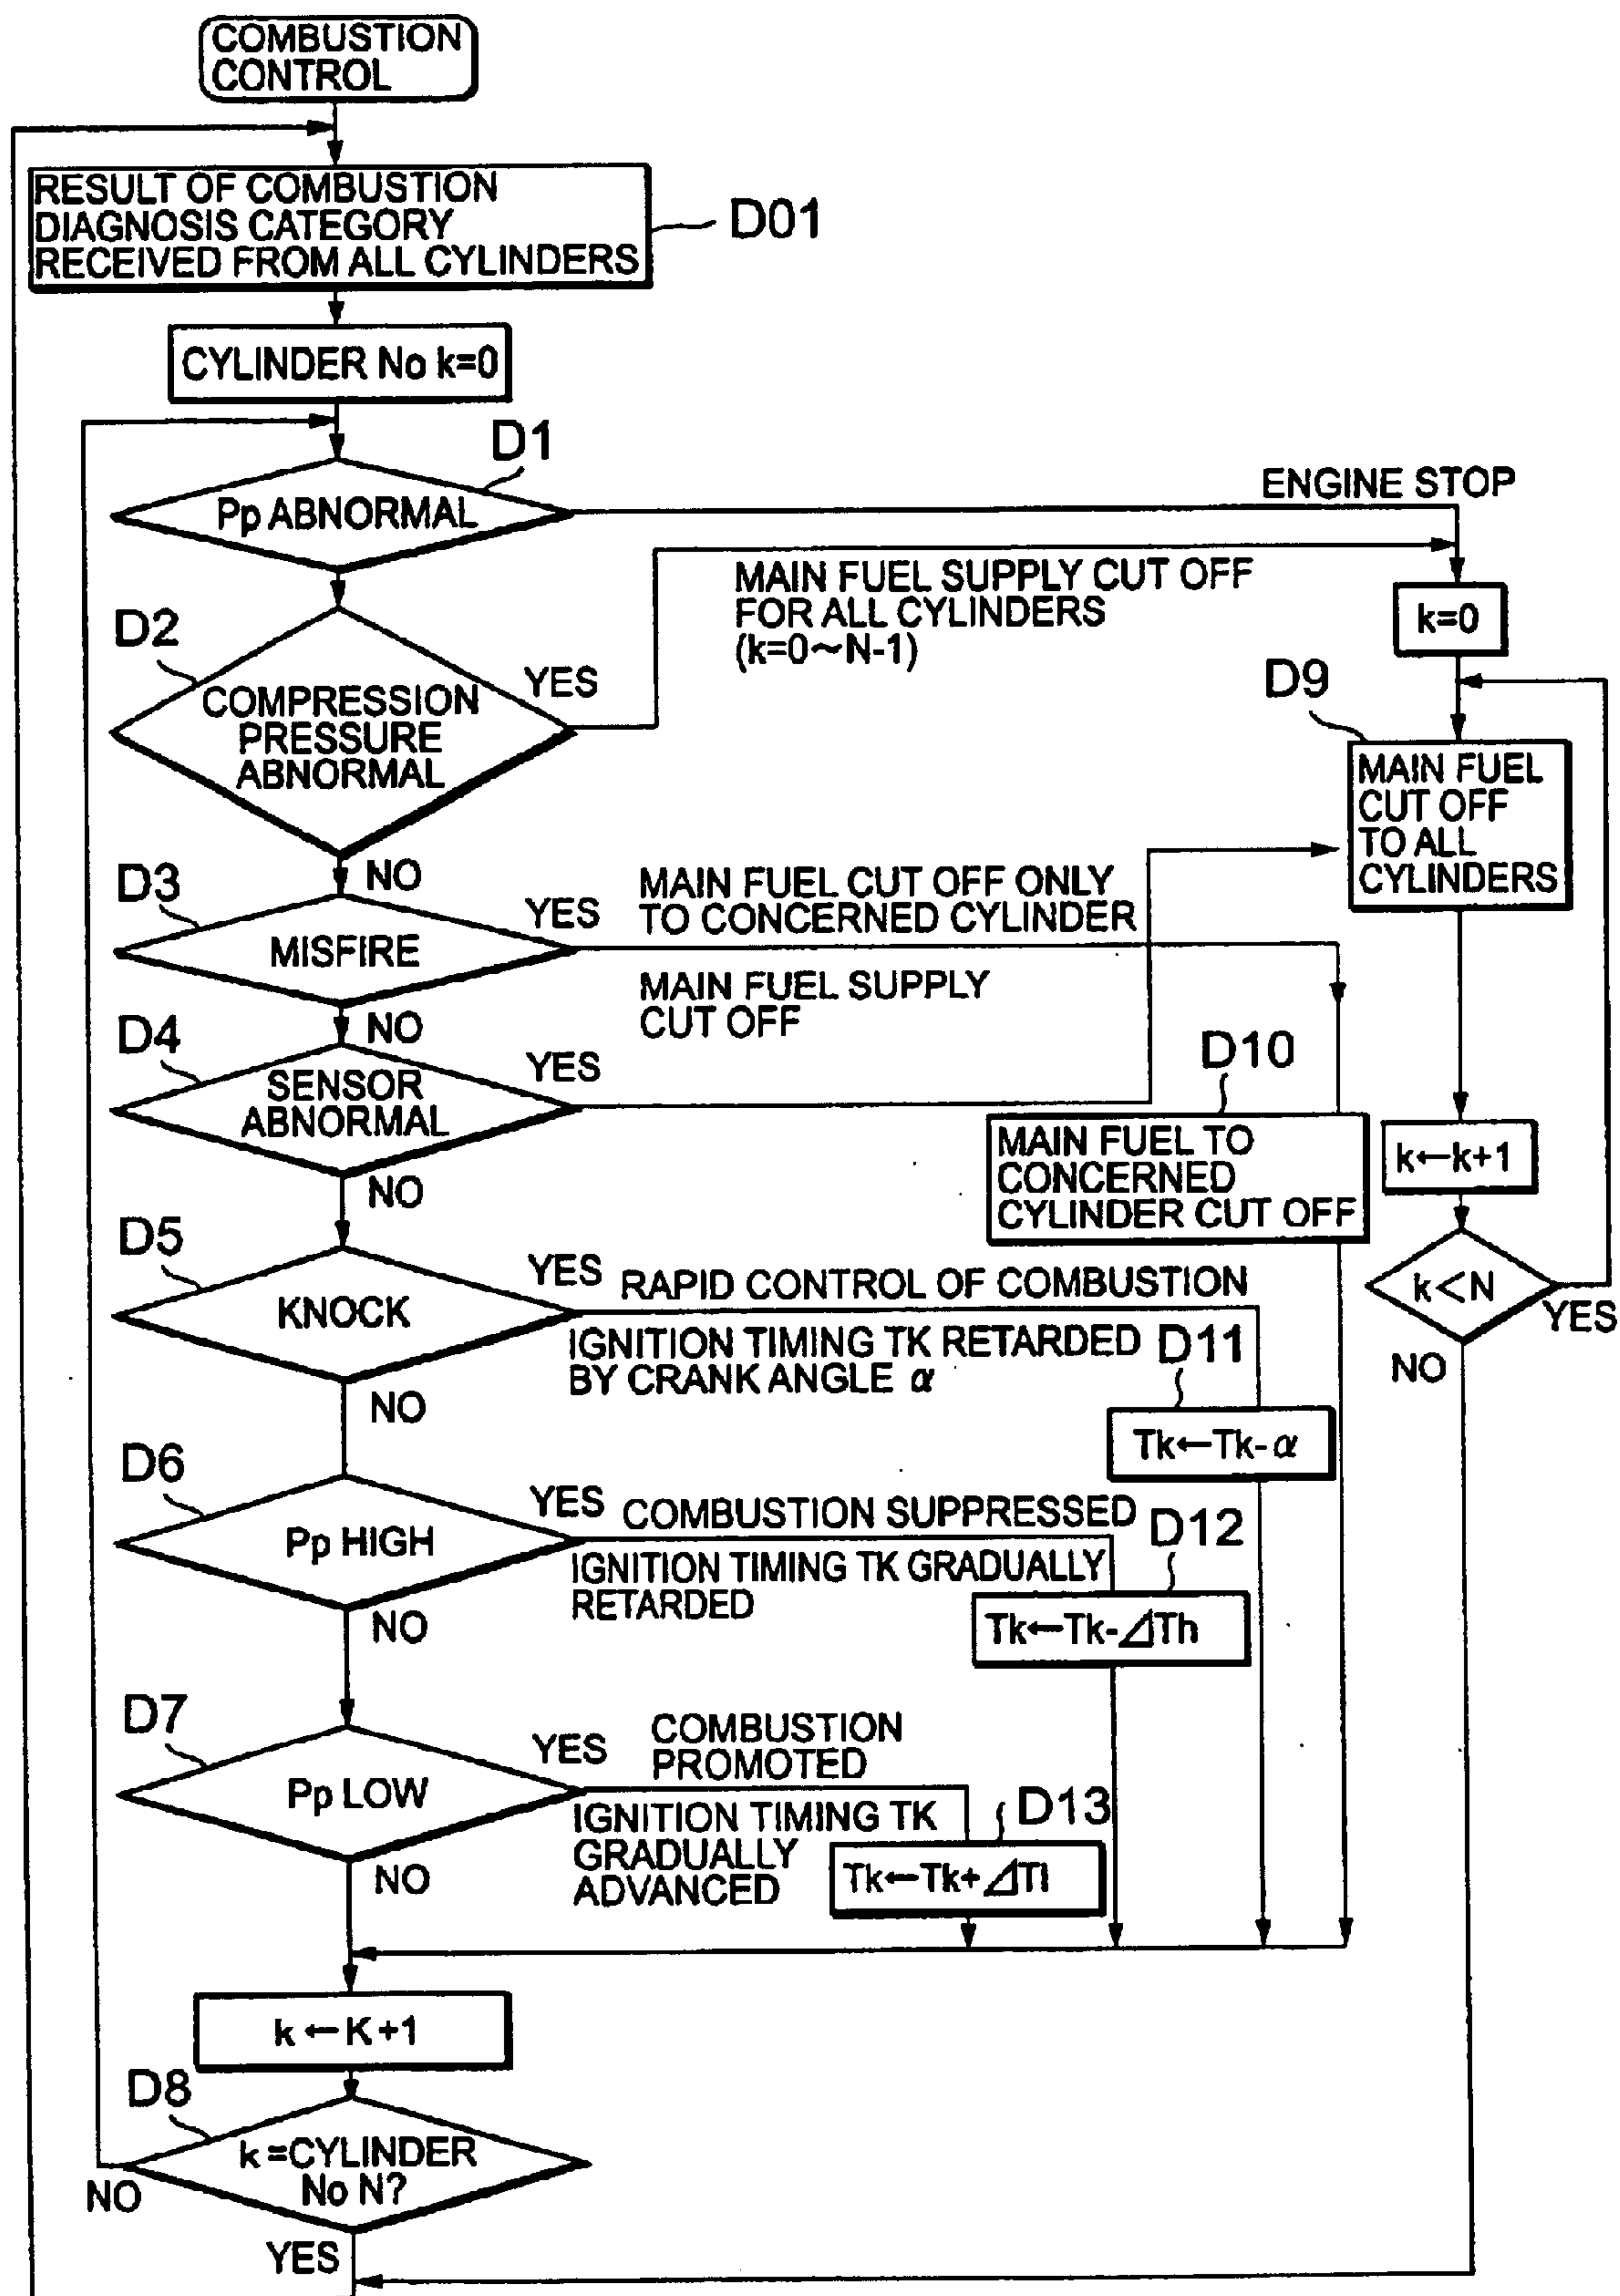 COMBUSTION
CONTROL
RESULT OF COMBUSTION
DIAGNOSIS CATEGORY
RECEIVED FROM ALL CYLINDERS
D01
CYLINDER No k=0
D1
Pp ABNORMAL
ENGINE STOP
MAIN FUEL SUPPLY CUT OFF
FOR ALL CYLINDERS
(k=0~N-1)
k=0
D2
YES
COMPRESSION
PRESSURE
ABNORMAL
NO
D9
MAIN FUEL
CUT OFF
TO ALL
CYLINDERS
D3
YES
MAIN FUEL CUT OFF ONLY
TO CONCERNED CYLINDER
MISFIRE
NO
MAIN FUEL SUPPLY
CUT OFF
D4
YES
SENSOR
ABNORMAL
NO
D10
MAIN FUEL TO
CONCERNED
CYLINDER CUT OFF
k←k+1
k<N
YES
NO
D5
YES
RAPID CONTROL OF COMBUSTION
KNOCK
IGNITION TIMING TK RETARDED
BY CRANK ANGLE α
NO
D11
Tk←Tk-α
D6
YES
COMBUSTION SUPPRESSED
Pp HIGH
IGNITION TIMING TK GRADUALLY
RETARDED
NO
D12
Tk←Tk-⊿Th
D7
YES
COMBUSTION
PROMOTED
Pp LOW
IGNITION TIMING TK
GRADUALLY
ADVANCED
NO
D13
Tk←Tk+⊿Tl
k←K+1
D8
k=CYLINDER
No N?
NO
YES